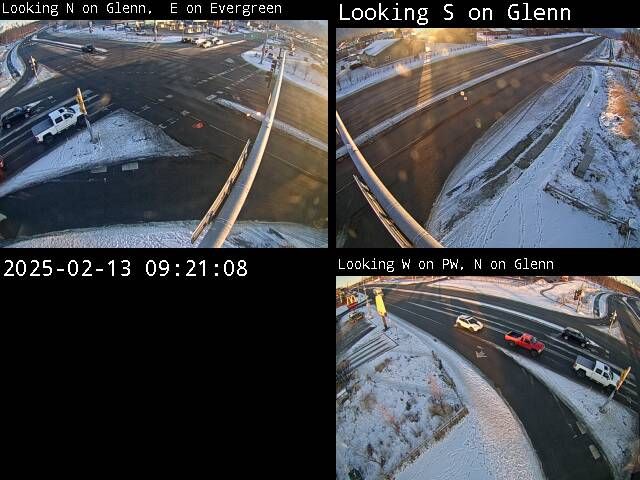 Looking N on Glenn, E on Evergreen
Looking S on Glenn
2025-02-13 09:21:08
Looking W on PW, N on Glenn